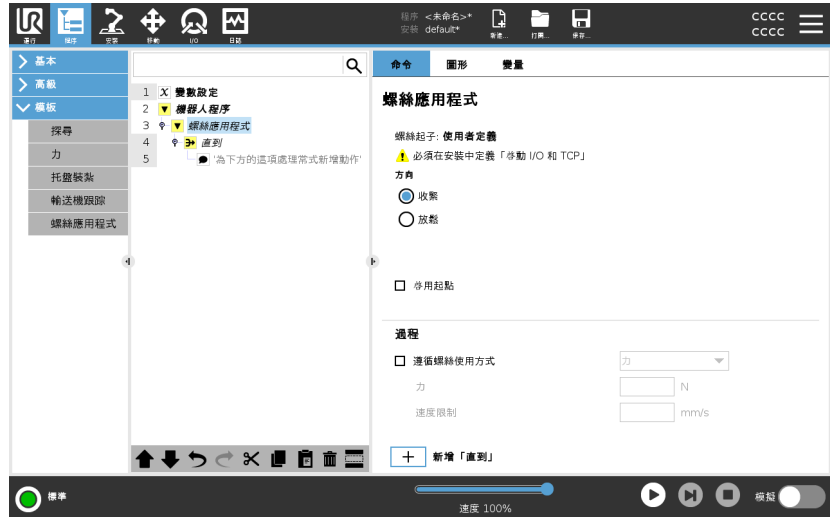 UR
運行
程序
安裝
移動
I/O
日誌
程序 <未命名>*
安裝 default*
新建...
打開...
保存...
CCCC
CCCC
基本
高級
模板
探尋
力
托盤裝紮
輸送機跟踪
螺絲應用程式
1 X 變數設定
2 機器人程序
3 螺絲應用程式
4 直到
5 '為下方的這項處理常式新增動作'
命令 圖形 變量
螺絲應用程式
螺絲起子: 使用者定義
必須在安裝中定義「啓動 I/O 和 TCP」
方向
收緊
放鬆
啓用起點
過程
遵循螺絲使用方式
力
力
N
速度限制
mm/s
新增「直到」
標準
速度 100%
模擬